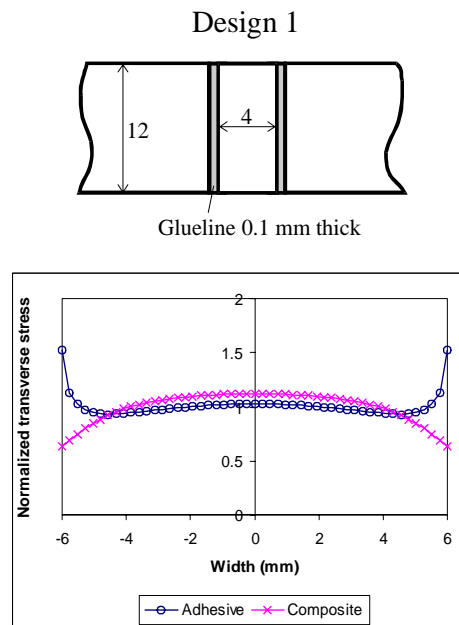 Design 1
12
4
Glueline 0.1 mm thick
Normalized transverse stress
2
1.5
1
0.5
0
-6 -4 -2 0 2 4 6
Width (mm)
Adhesive Composite